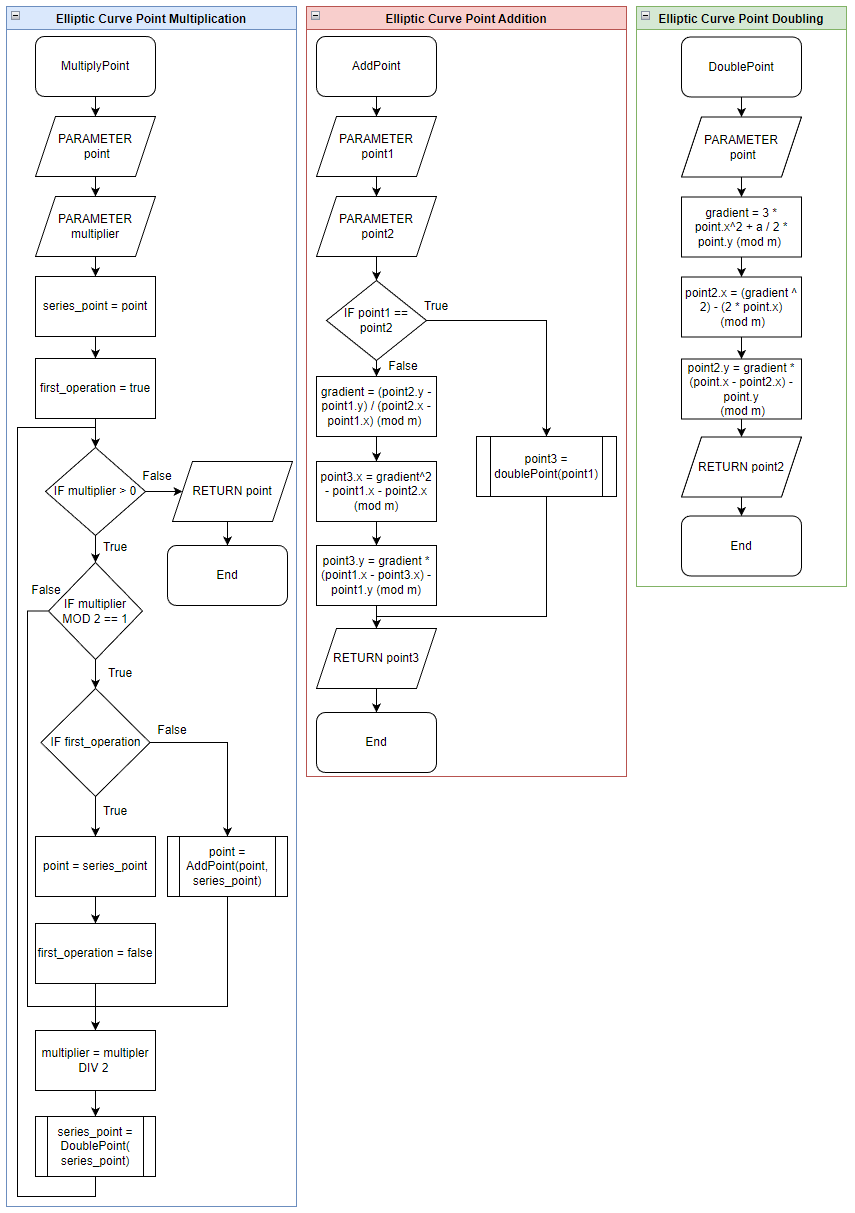 Elliptic Curve Point Multiplication
MultiplyPoint
PARAMETER
point
PARAMETER
multiplier
series_point = point
first_operation = true
IF multiplier > 0
False
RETURN point
End
True
IF multiplier
MOD 2 == 1
False
True
IF first_operation
False
True
point = series_point
point =
AddPoint(point,
series_point)
first_operation = false
multiplier = multipler
DIV 2
series_point =
DoublePoint(
series_point)
Elliptic Curve Point Addition
AddPoint
PARAMETER
point1
PARAMETER
point2
IF point1 ==
point2
True
False
gradient = (point2.y -
point1.y) / (point2.x -
point1.x) (mod m)
point3 =
doublePoint(point1)
point3.x = gradient^2
- point1.x - point2.x
(mod m)
point3.y = gradient *
(point1.x - point3.x) -
point1.y (mod m)
RETURN point3
End
Elliptic Curve Point Doubling
DoublePoint
PARAMETER
point
gradient = 3 *
point.x^2 + a / 2 *
point.y (mod m)
point2.x = (gradient ^
2) - (2 * point.x)
(mod m)
point2.y = gradient *
(point.x - point2.x) -
point.y
(mod m)
RETURN point2
End